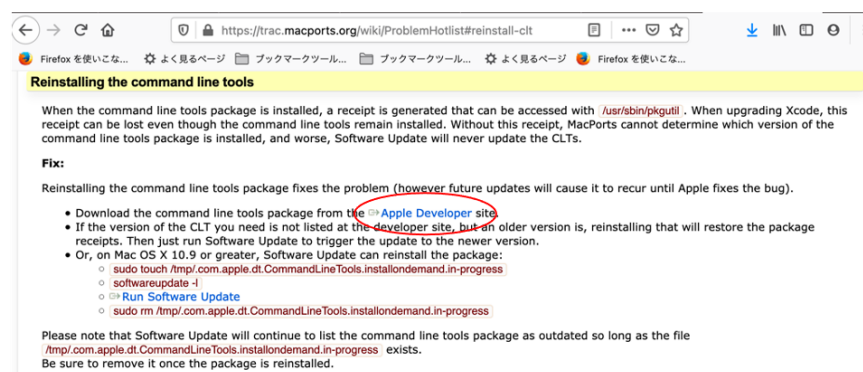 https://trac.macports.org/wiki/ProblemHotlist#reinstall-clt
Firefox を使いこな... よく見るページ ブックマークツール... ブックマークツール... よく見るページ Firefox を使いこな...
Reinstalling the command line tools
When the command line tools package is installed, a receipt is generated that can be accessed with /usr/sbin/pkgutil . When upgrading Xcode, this
receipt can be lost even though the command line tools remain installed. Without this receipt, MacPorts cannot determine which version of the
command line tools package is installed, and worse, Software Update will never update the CLTs.
Fix:
Reinstalling the command line tools package fixes the problem (however future updates will cause it to recur until Apple fixes the bug).
• Download the command line tools package from the Apple Developer site.
• If the version of the CLT you need is not listed at the developer site, but an older version is, reinstalling that will restore the package
receipts. Then just run Software Update to trigger the update to the newer version.
• Or, on Mac OS X 10.9 or greater, Software Update can reinstall the package:
○ sudo touch /tmp/.com.apple.dt.CommandLineTools.installondemand.in-progress
○ softwareupdate -l
○ Run Software Update
○ sudo rm /tmp/.com.apple.dt.CommandLineTools.installondemand.in-progress
Please note that Software Update will continue to list the command line tools package as outdated so long as the file
/tmp/.com.apple.dt.CommandLineTools.installondemand.in-progress exists.
Be sure to remove it once the package is reinstalled.